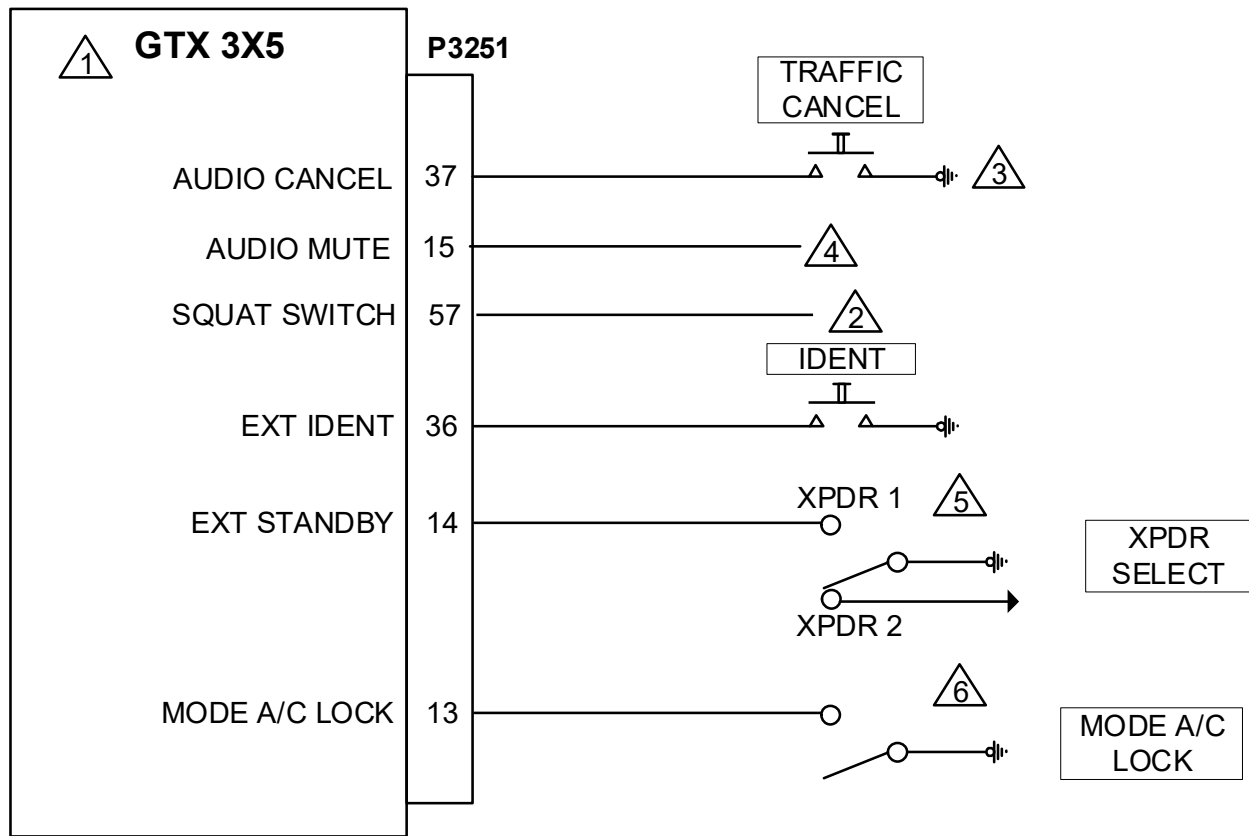 1
GTX 3X5
P3251
TRAFFIC
CANCEL
AUDIO CANCEL 37
3
AUDIO MUTE 15
4
SQUAT SWITCH 57
2
IDENT
EXT IDENT 36
XPDR 1
5
EXT STANDBY 14
XPDR
SELECT
XPDR 2
6
MODE A/C LOCK 13
MODE A/C
LOCK